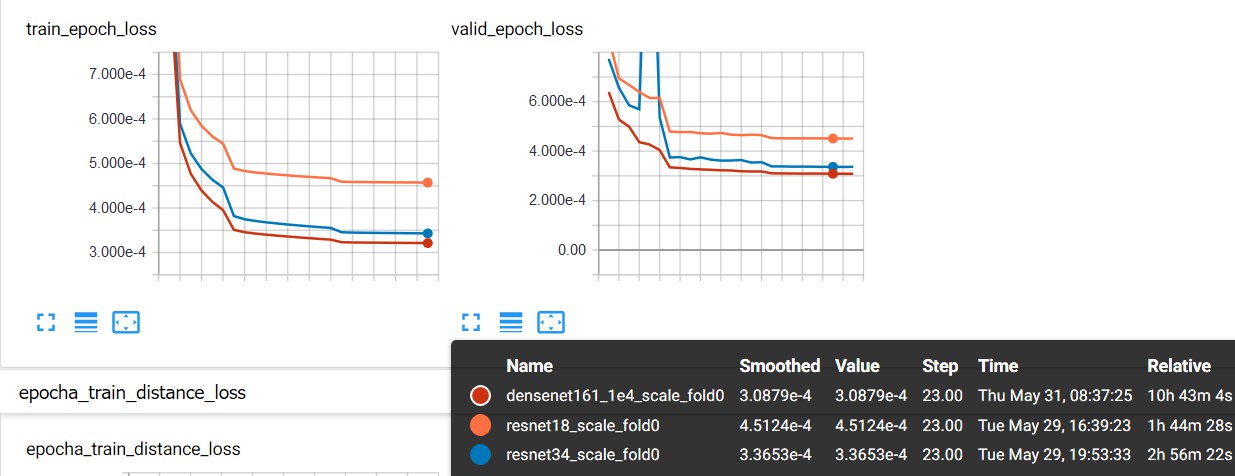 train_epoch_loss
7.000e-4
6.000e-4
5.000e-4
4.000e-4
3.000e-4
valid_epoch_loss
6.000e-4
4.000e-4
2.000e-4
0.00
Name Smoothed Value Step Time Relative
densenet161_1e4_scale_fold0 3.0879e-4 3.0879e-4 23.00 Thu May 31, 08:37:25 10h 43m 4s
resnet18_scale_fold0 4.5124e-4 4.5124e-4 23.00 Tue May 29, 16:39:23 1h 44m 28s
resnet34_scale_fold0 3.3653e-4 3.3653e-4 23.00 Tue May 29, 19:53:33 2h 56m 22s
epocha_train_distance_loss
epocha_train_distance_loss